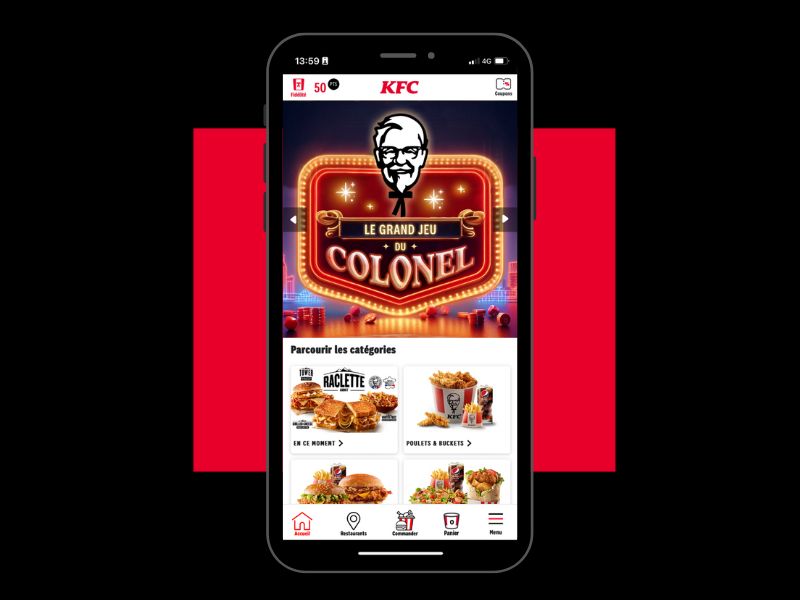 13:59
4G
Fidélité
50
PTS
KFC
Coupons
LE GRAND JEU
DU
COLONEL
Parcourir les catégories
TOWER
RACLETTE
KFC
EN CE MOMENT
POULETS & BUCKETS
Accueil
Restaurants
Commander
Panier
Menu